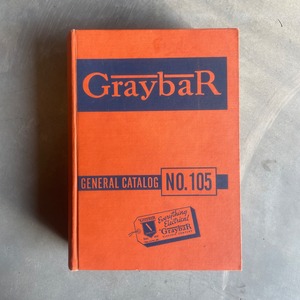 GraybaR
GENERAL CATALOG NO. 105
Everything
Electrical
GraybaR